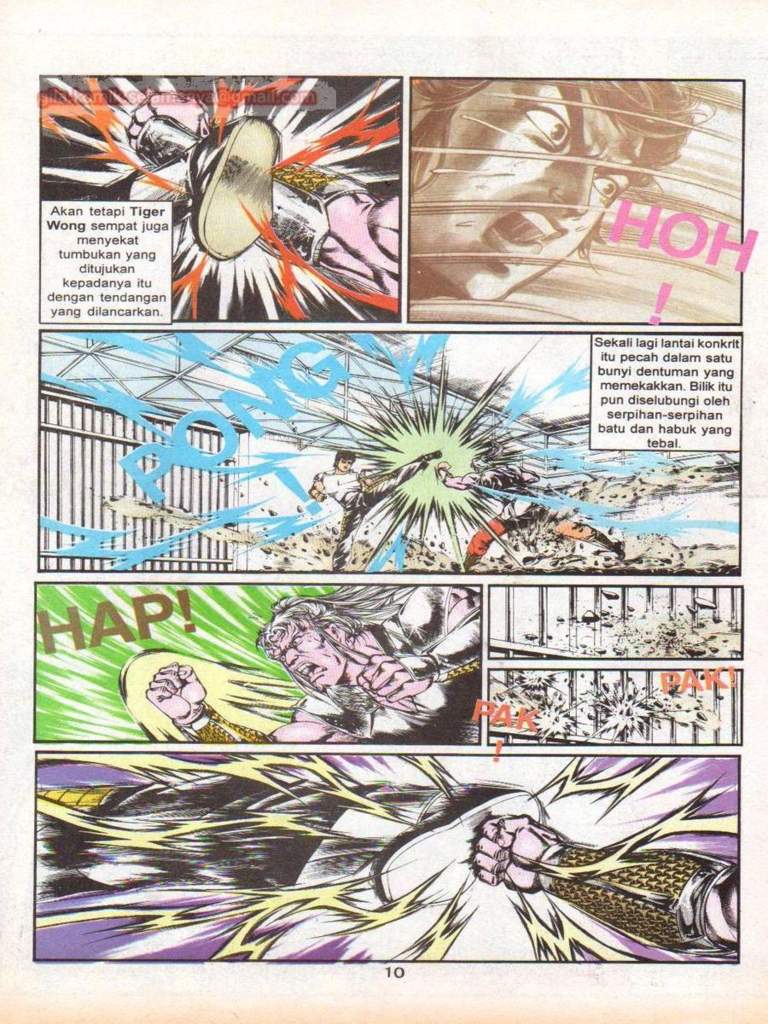 gilakomikselamanya@gmail.com
Akan tetapi Tiger
Wong sempat juga
menyekat
tumbukan yang
ditujukan
kepadanya itu
dengan tendangan
yang dilancarkan.
HOH
!
Sekali lagi lantai konkrit
itu pecah dalam satu
bunyi dentuman yang
memekakkan. Bilik itu
pun diselubungi oleh
serpihan-serpihan
batu dan habuk yang
tebal.
PONG
!
HAP!
PAK!
PAK
!
10